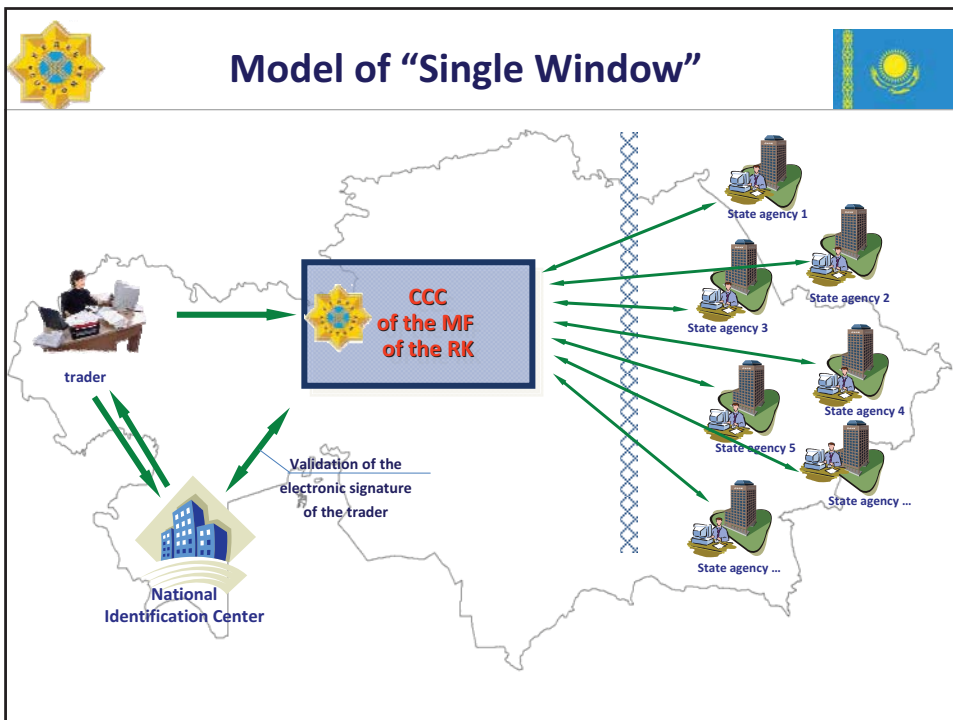 Model of “Single Window”
State agency 1
State agency 2
State agency 3
CCC
of the MF
of the RK
trader
State agency 4
State agency 5
Validation of the
electronic signature
of the trader
State agency ...
State agency ...
National
Identification Center